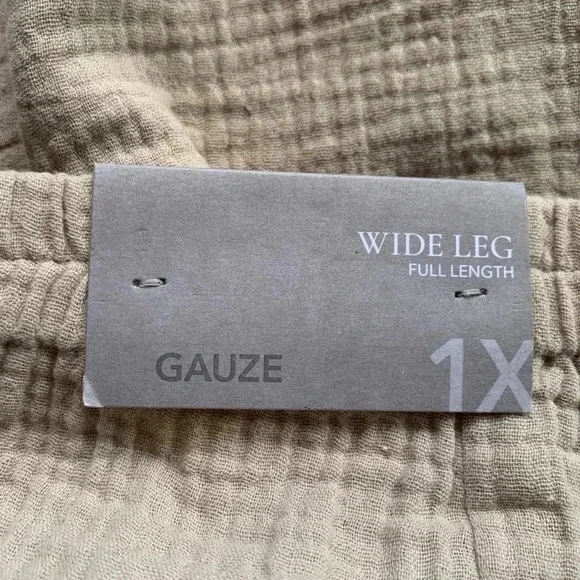 WIDE LEG
FULL LENGTH
GAUZE
1X